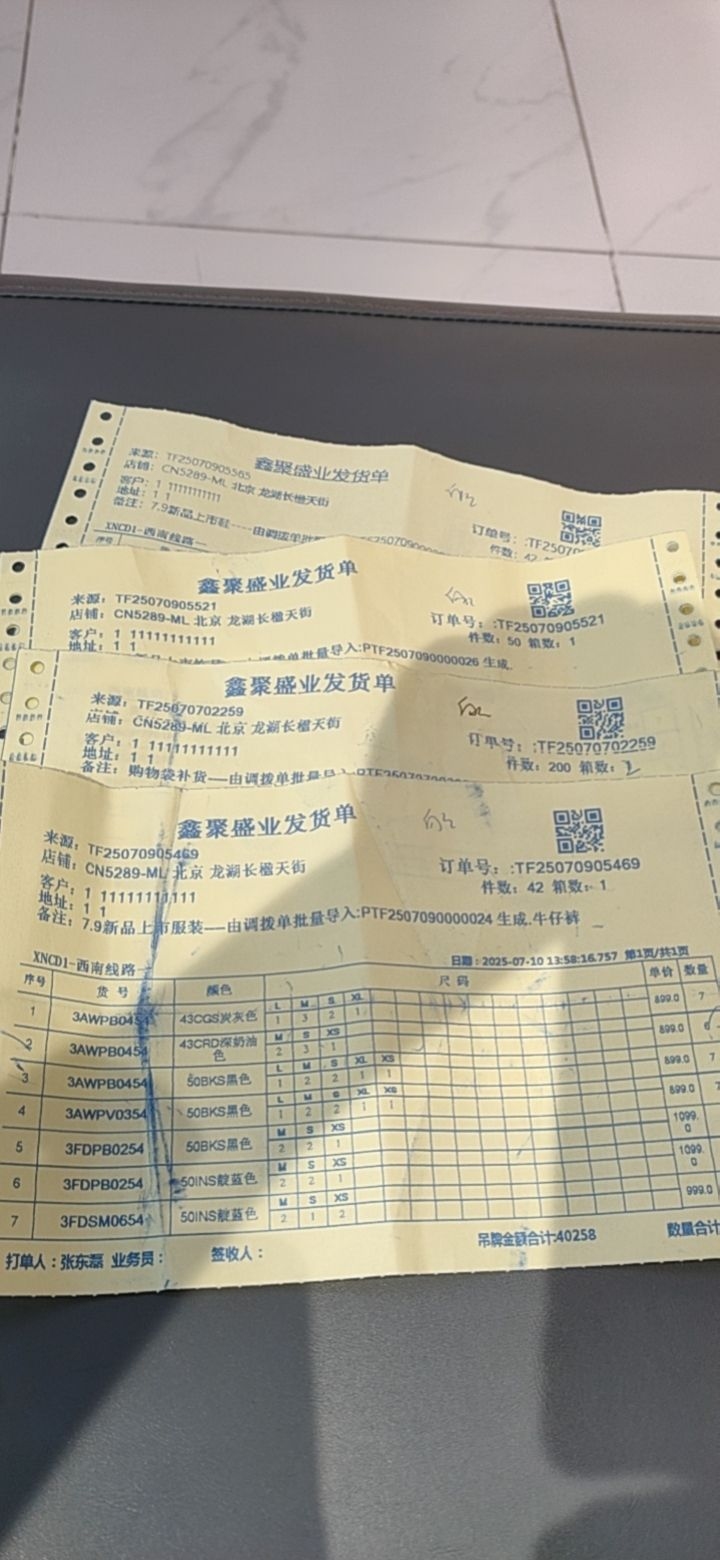 鑫聚盛业发货单
来源：TF25070905565
店铺：CN5289-ML 北京 龙湖长楹天街
客户：1 11111111111
地址：1 1
备注：7.9新品上市鞋----由调拨单批
订单号：:TF2507
件数：42
XNCD1-西南线路
序号
鑫聚盛业发货单
来源：TF25070905521
店铺：CN5289-ML 北京 龙湖长楹天街
客户：1 11111111111
地址：1 1
订单号：:TF25070905521
件数：50 箱数：1
由调拨单批量导入:PTF2507090000026 生成.
鑫聚盛业发货单
来源：TF25070702259
店铺：CN5289-ML 北京 龙湖长楹天街
客户：1 11111111111
地址：1 1
备注：购物袋补货----由调拨单批量导入
订单号：:TF25070702259
件数：200 箱数：2
鑫聚盛业发货单
来源：TF25070905469
店铺：CN5289-ML 北京 龙湖长楹天街
客户：1 11111111111
地址：1 1
备注：7.9新品上市服装----由调拨单批量导入:PTF2507090000024 生成.牛仔裤
订单号：:TF25070905469
件数：42 箱数：1
XNCD1-西南线路
日期：2025-07-10 13:58:16.757 第1页/共1页
序号 货号 颜色 尺码 单价 数量
L M S XL
1 3AWPB0454 43CGS炭灰色 1 3 2 1 899.0 7
M S XS
2 3AWPB0454 43CRD深奶油色 2 3 1 899.0 6
L M S XL XS
3 3AWPB0454 50BKS黑色 1 2 2 1 1 899.0 7
L M S XL XS
4 3AWPV0354 50BKS黑色 1 2 2 1 1 899.0 7
M S XS
5 3FDPB0254 50BKS黑色 2 2 1 1099.0
M S XS
6 3FDPB0254 50INS靛蓝色 2 2 1 1099.0
M S XS
7 3FDSM0654 50INS靛蓝色 2 1 2 999.0
吊牌金额合计:40258 数量合计
打单人：张东磊 业务员： 签收人：